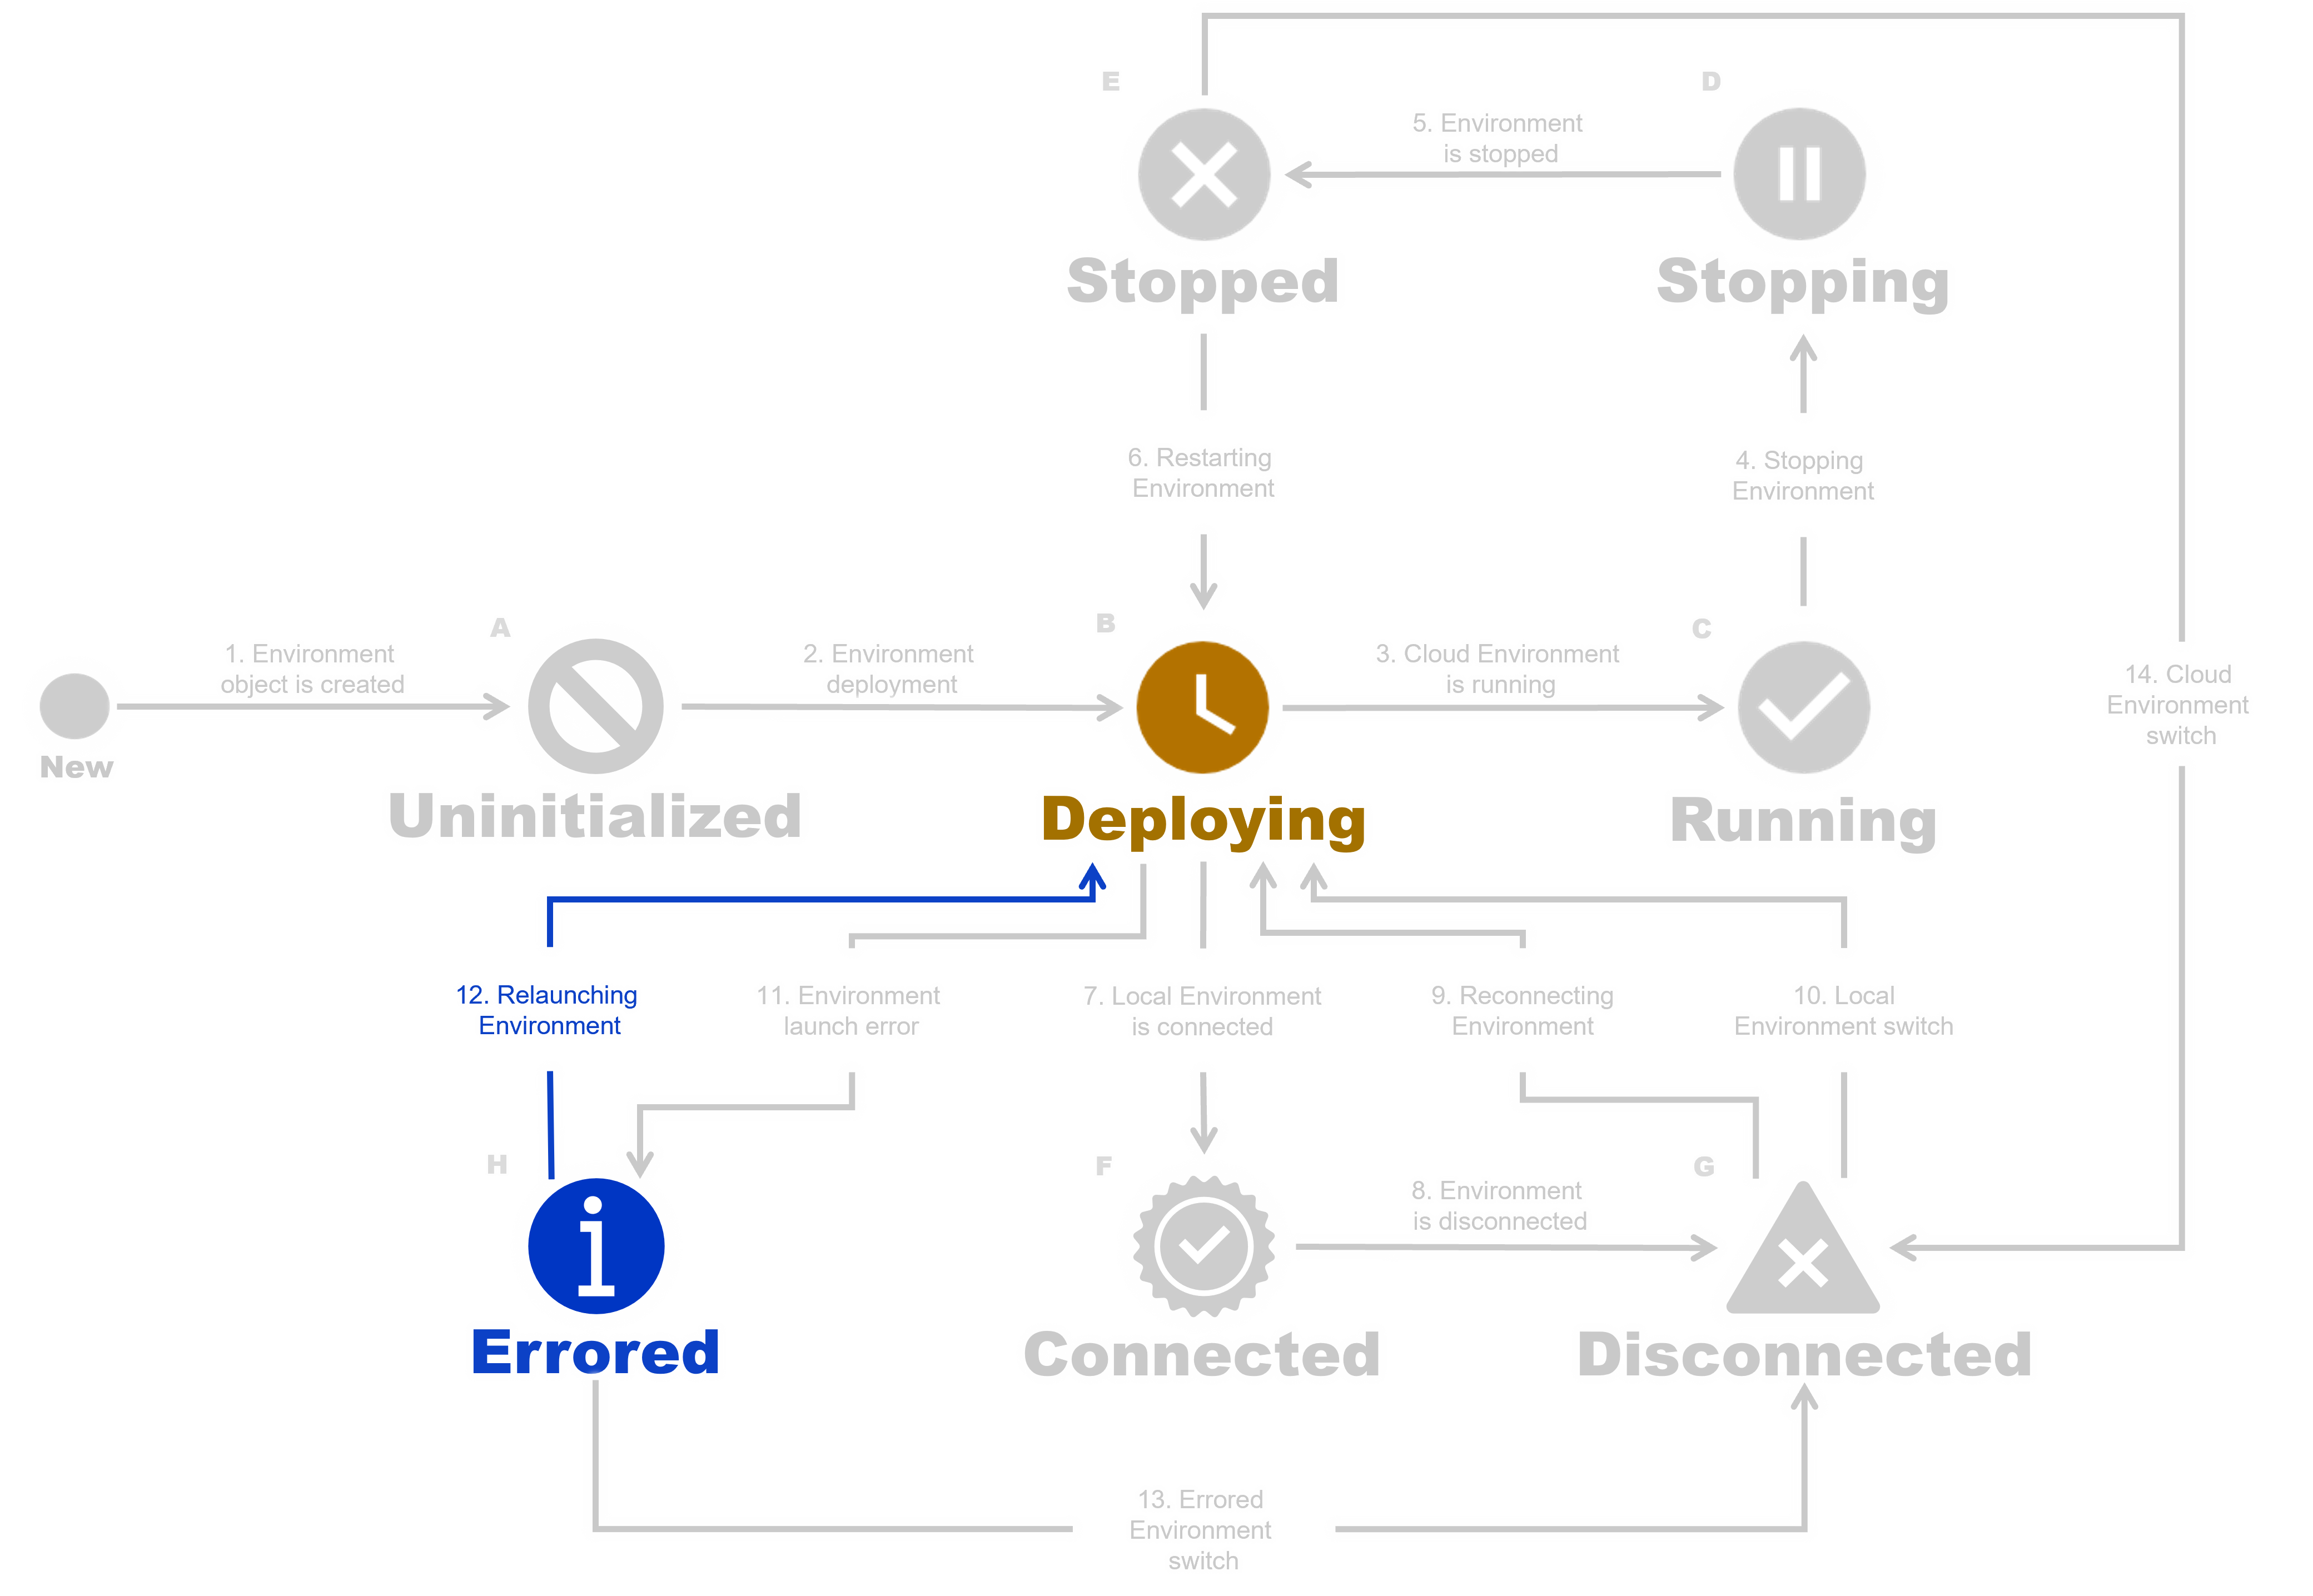 E
D
5. Environment
is stopped
Stopped
Stopping
6. Restarting
Environment
4. Stopping
Environment
A
B
C
1. Environment
object is created
2. Environment
deployment
3. Cloud Environment
is running
14. Cloud
Environment
switch
New
Uninitialized
Deploying
Running
12. Relaunching
Environment
11. Environment
launch error
7. Local Environment
is connected
9. Reconnecting
Environment
10. Local
Environment switch
H
F
G
8. Environment
is disconnected
Errored
Connected
Disconnected
13. Errored
Environment
switch